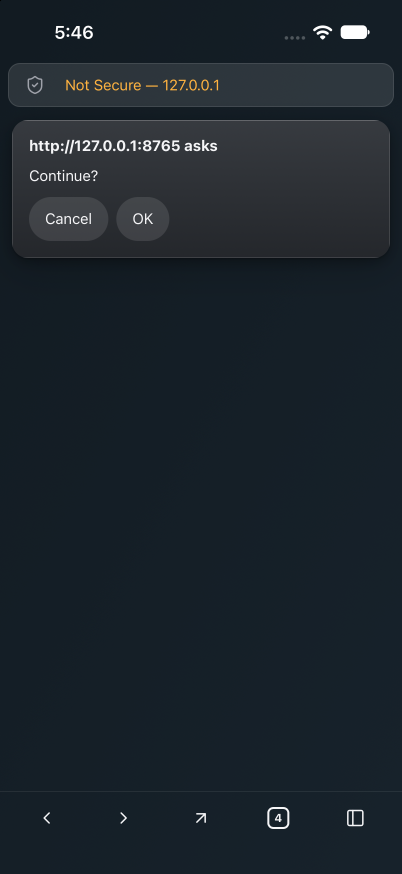 5:46
Not Secure — 127.0.0.1
http://127.0.0.1:8765 asks
Continue?
Cancel OK
4